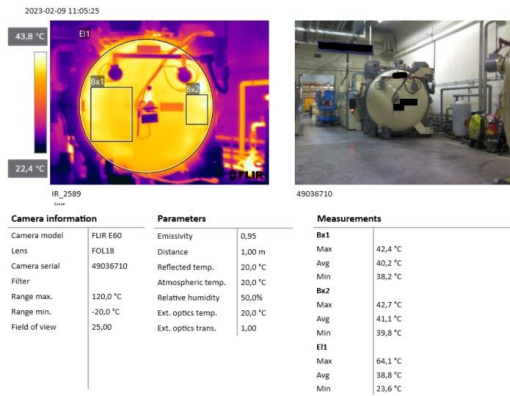 2023-02-09 11:05:25
43,8 °C
22,4 °C
El1
Bx1
Bx2
FLIR
IR_2589
49036710
Camera information
Camera model FLIR E60
Lens FOL18
Camera serial 49036710
Filter
Range max. 120,0 °C
Range min. -20,0 °C
Field of view 25,00
Parameters
Emissivity 0,95
Distance 1,00 m
Reflected temp. 20,0 °C
Atmospheric temp. 20,0 °C
Relative humidity 50,0%
Ext. optics temp. 20,0 °C
Ext. optics trans. 1,00
Measurements
Bx1
Max 42,4 °C
Avg 40,2 °C
Min 38,2 °C
Bx2
Max 42,7 °C
Avg 41,1 °C
Min 39,8 °C
El1
Max 64,1 °C
Avg 38,8 °C
Min 23,6 °C